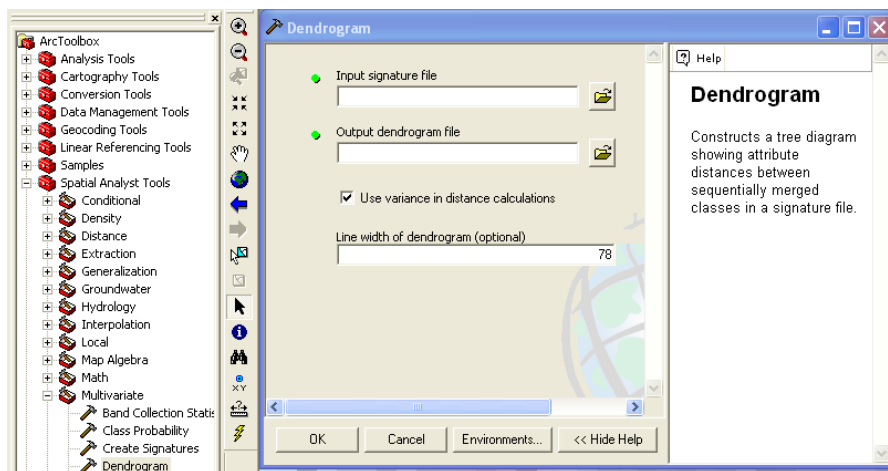 ArcToolbox
Analysis Tools
Cartography Tools
Conversion Tools
Data Management Tools
Geocoding Tools
Linear Referencing Tools
Samples
Spatial Analyst Tools
Conditional
Density
Distance
Extraction
Generalization
Groundwater
Hydrology
Interpolation
Local
Map Algebra
Math
Multivariate
Band Collection Statis
Class Probability
Create Signatures
Dendrogram
XY
Dendrogram
Input signature file
Output dendrogram file
Use variance in distance calculations
Line width of dendrogram (optional)
78
OK
Cancel
Environments...
<< Hide Help
Help
Dendrogram
Constructs a tree diagram
showing attribute
distances between
sequentially merged
classes in a signature file.